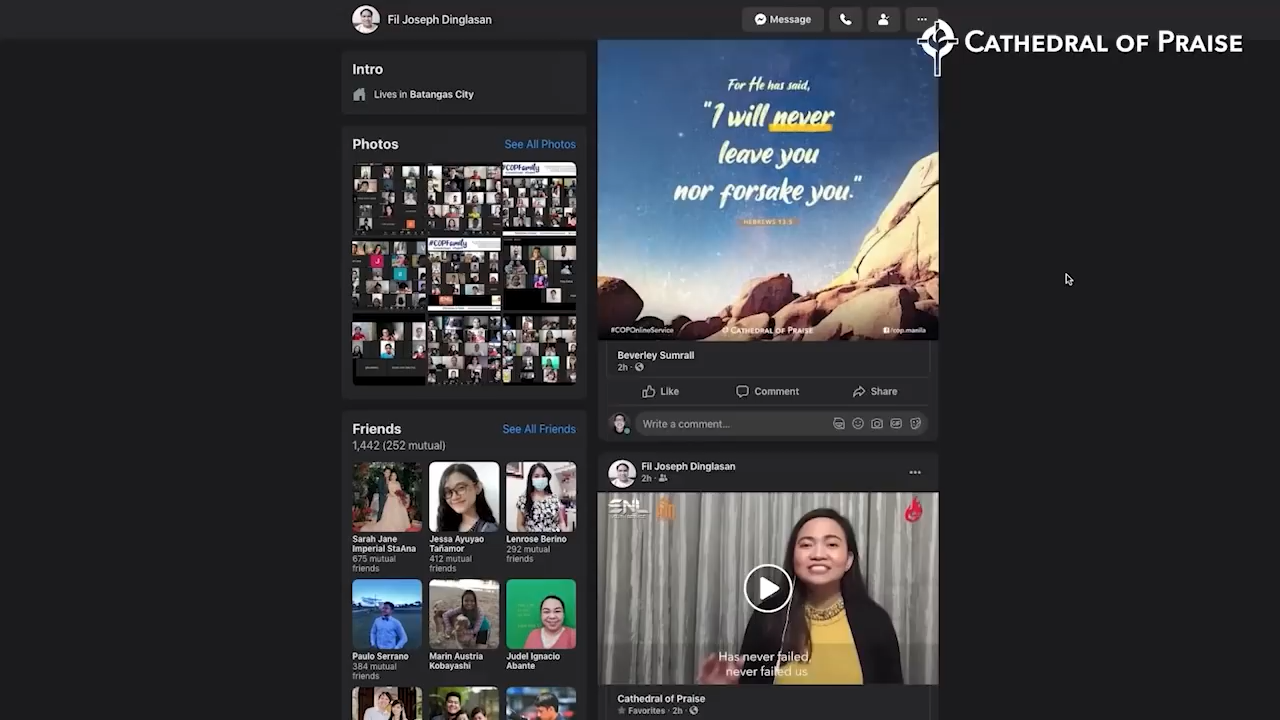 Fil Joseph Dinglasan
Message
CATHEDRAL OF PRAISE
Intro
Lives in Batangas City
Photos
See All Photos
#COPFamily
#COPFamily
Friends
See All Friends
1,442 (252 mutual)
Sarah Jane
Imperial StaAna
675 mutual
friends
Jessa Ayuyao
Tañamor
412 mutual
friends
Lenrose Berino
292 mutual
friends
Paulo Serrano
384 mutual
friends
Marin Austria
Kobayashi
Judel Ignacio
Abante
For He has said,
"I will never
leave you
nor forsake you."
HEBREWS 13:5
#COPOnlineService
CATHEDRAL OF PRAISE
/cop.manila
Beverley Sumrall
2h ·
Like
Comment
Share
Write a comment...
GIF
Fil Joseph Dinglasan
2h ·
Has never failed,
never failed us
Cathedral of Praise
Favorites · 2h ·